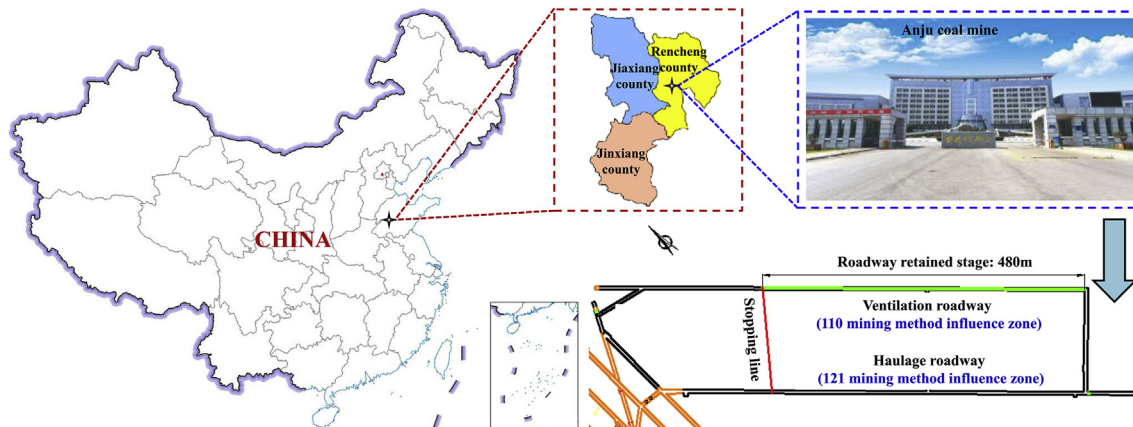 CHINA
Rencheng
county
Jiaxiang
county
Jinxiang
county
Anju coal mine
Roadway retained stage: 480m
Stopping line
Ventilation roadway
(110 mining method influence zone)
Haulage roadway
(121 mining method influence zone)